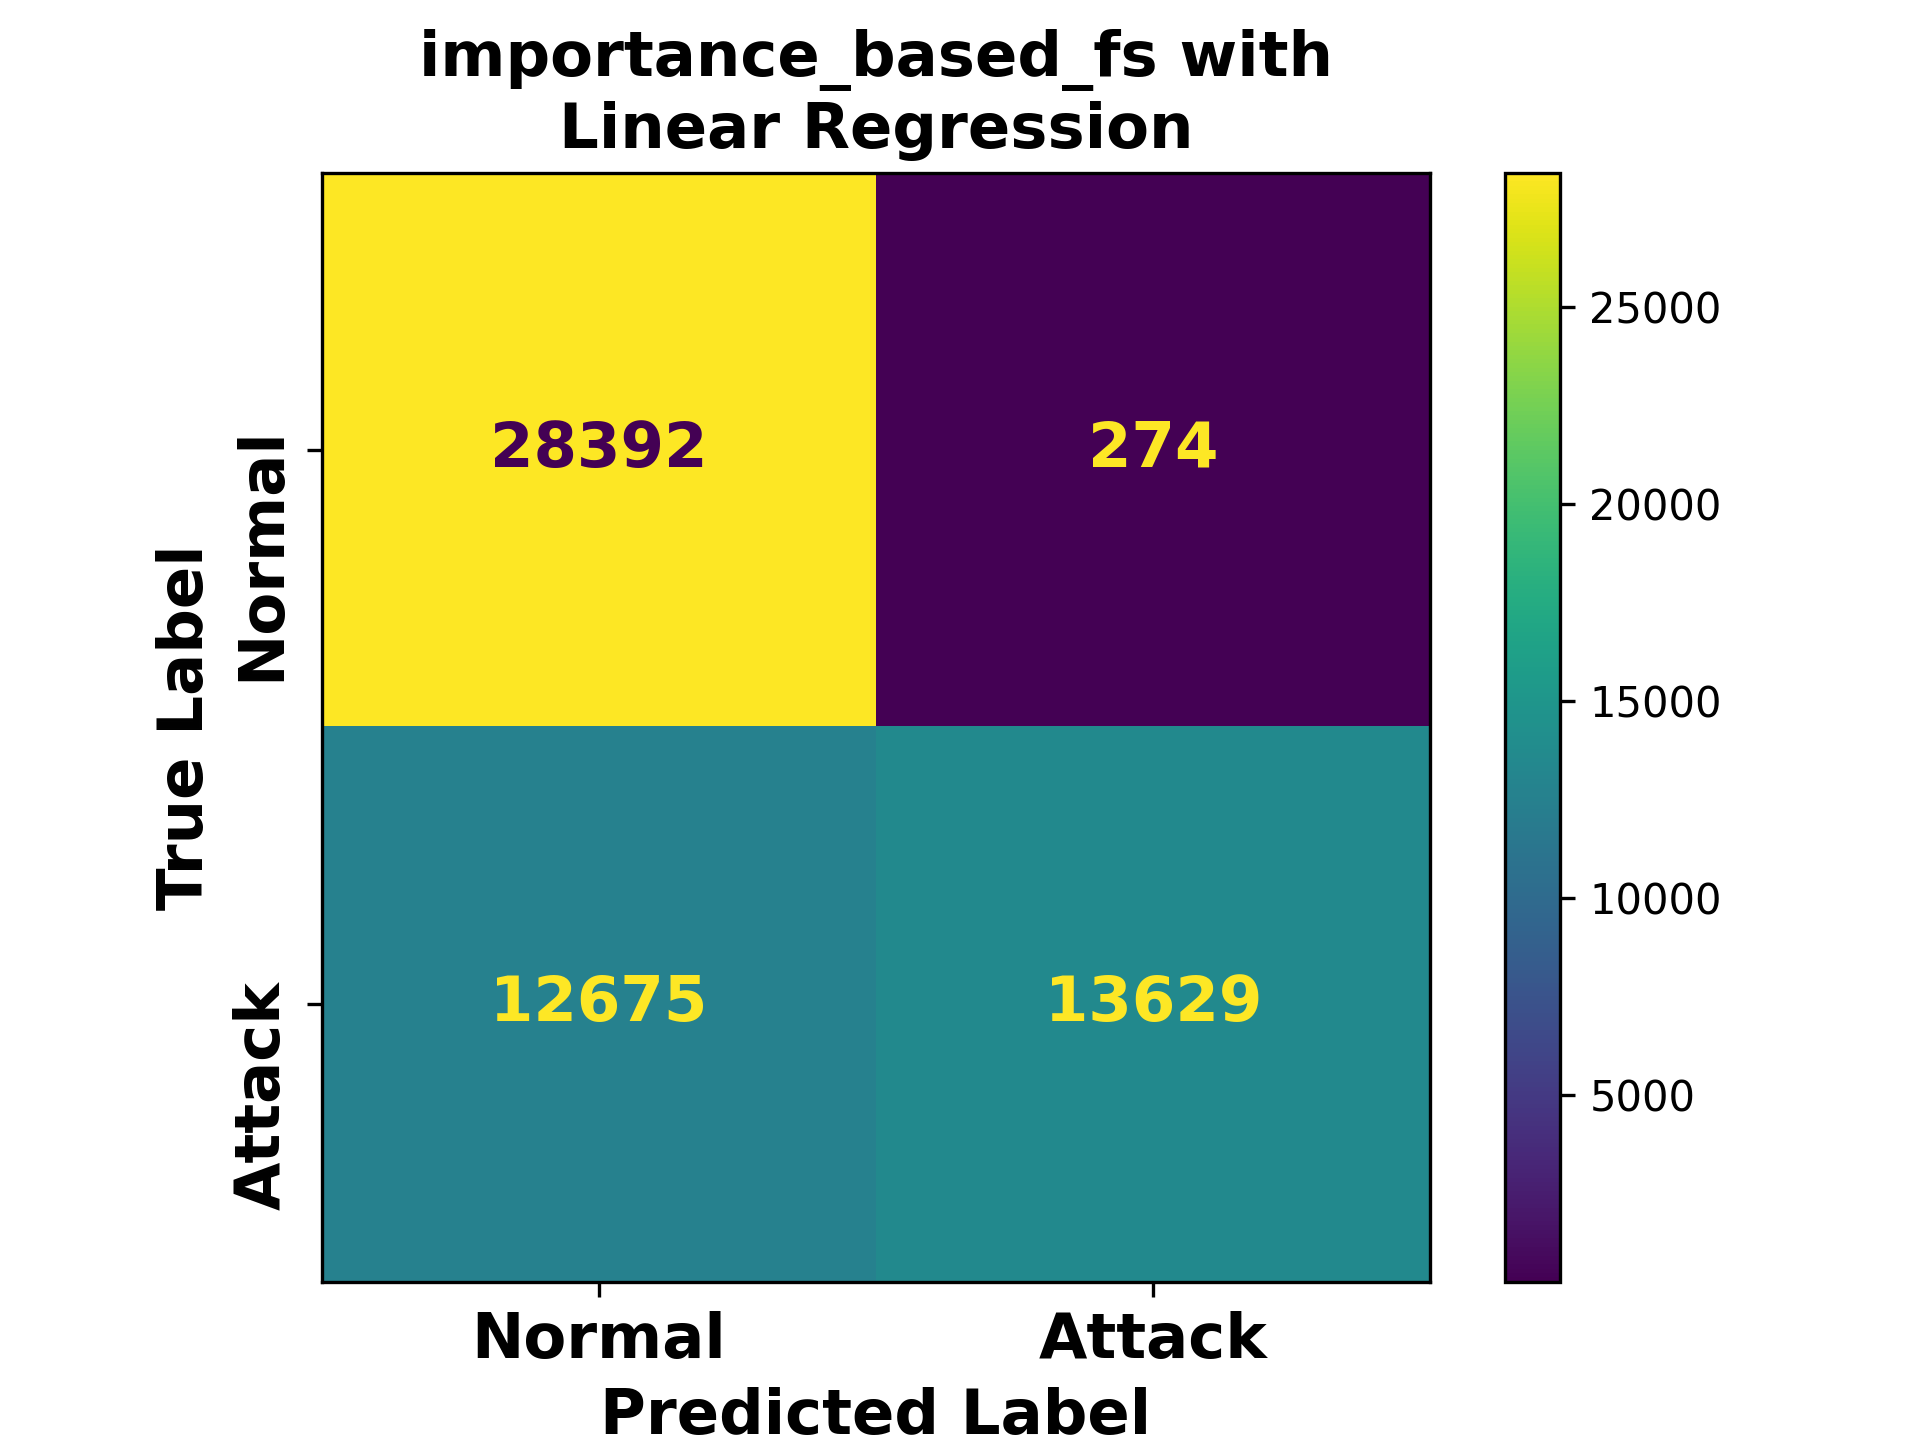 importance_based_fs with
Linear Regression
True Label
Normal
Attack
28392
274
12675
13629
Normal
Attack
Predicted Label
25000
20000
15000
10000
5000